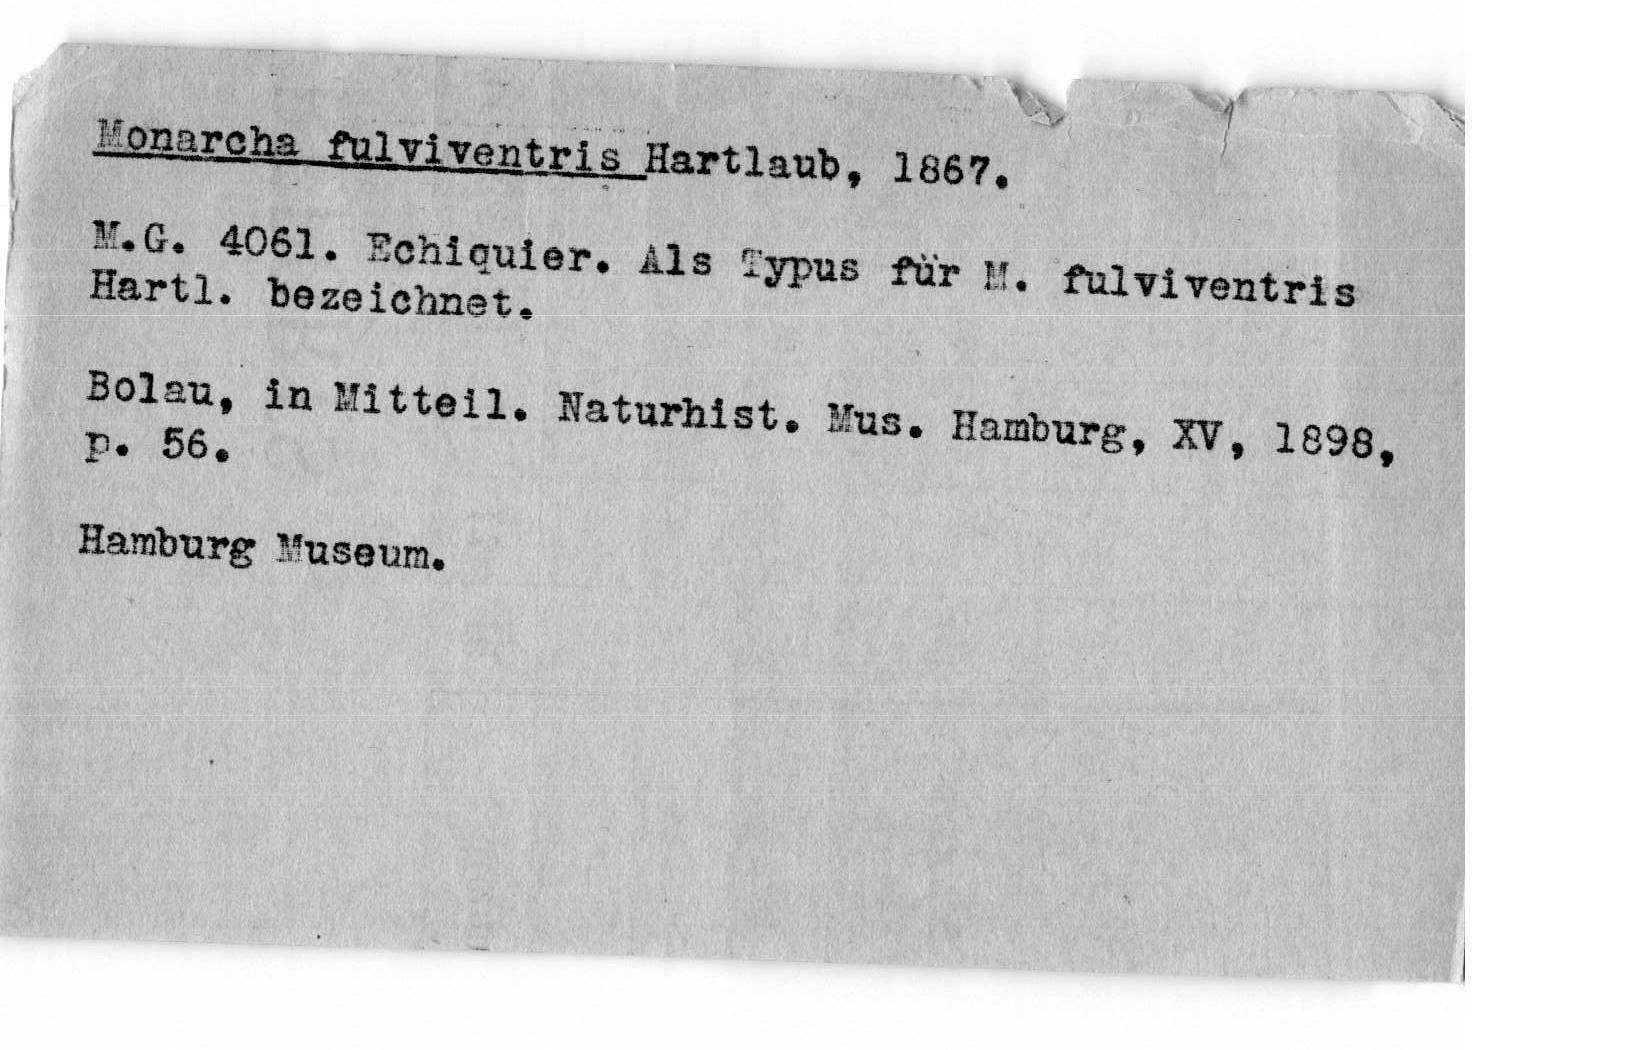 Monarcha fulviventris Hartlaub, 1867.
M.G. 4061. Echiquier. Als Typus für M. fulviventris
Hartl. bezeichnet.
Bolau, in Mitteil. Naturhist. Mus. Hamburg, XV, 1898,
p. 56.
Hamburg Museum.